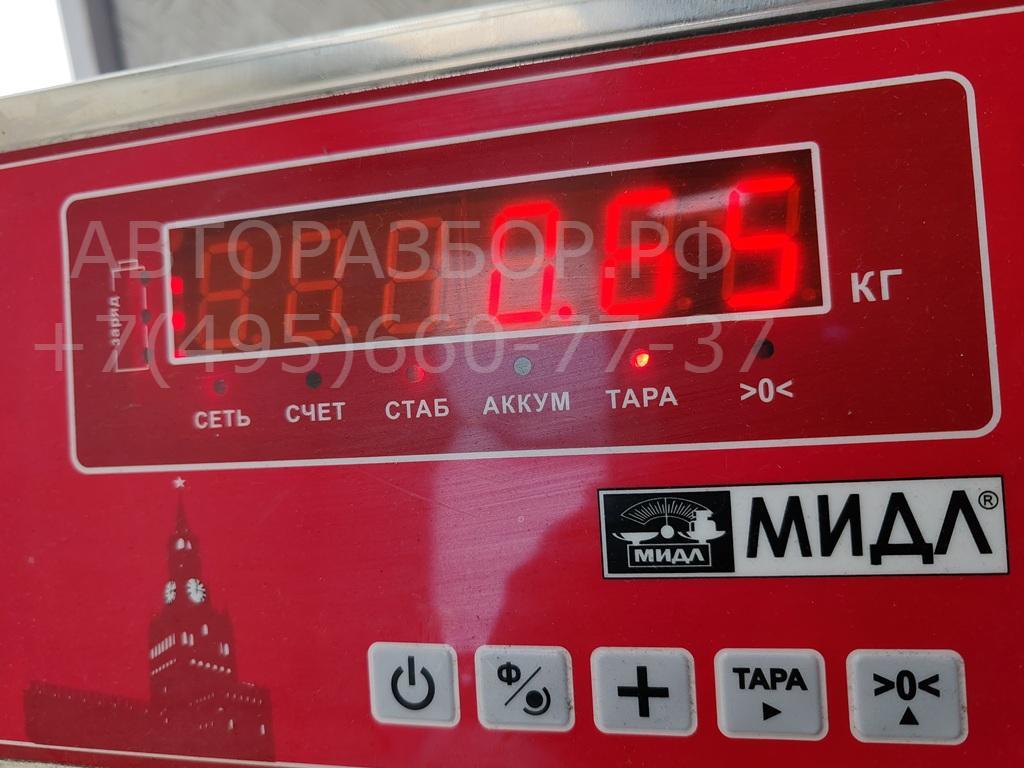 АВТОРАЗБОР.РФ
+7(495)660-77-37
заряд
0.65
кг
СЕТЬ СЧЕТ СТАБ АККУМ ТАРА >0<
МИДЛ МИДЛ®
Ф ТАРА >0<